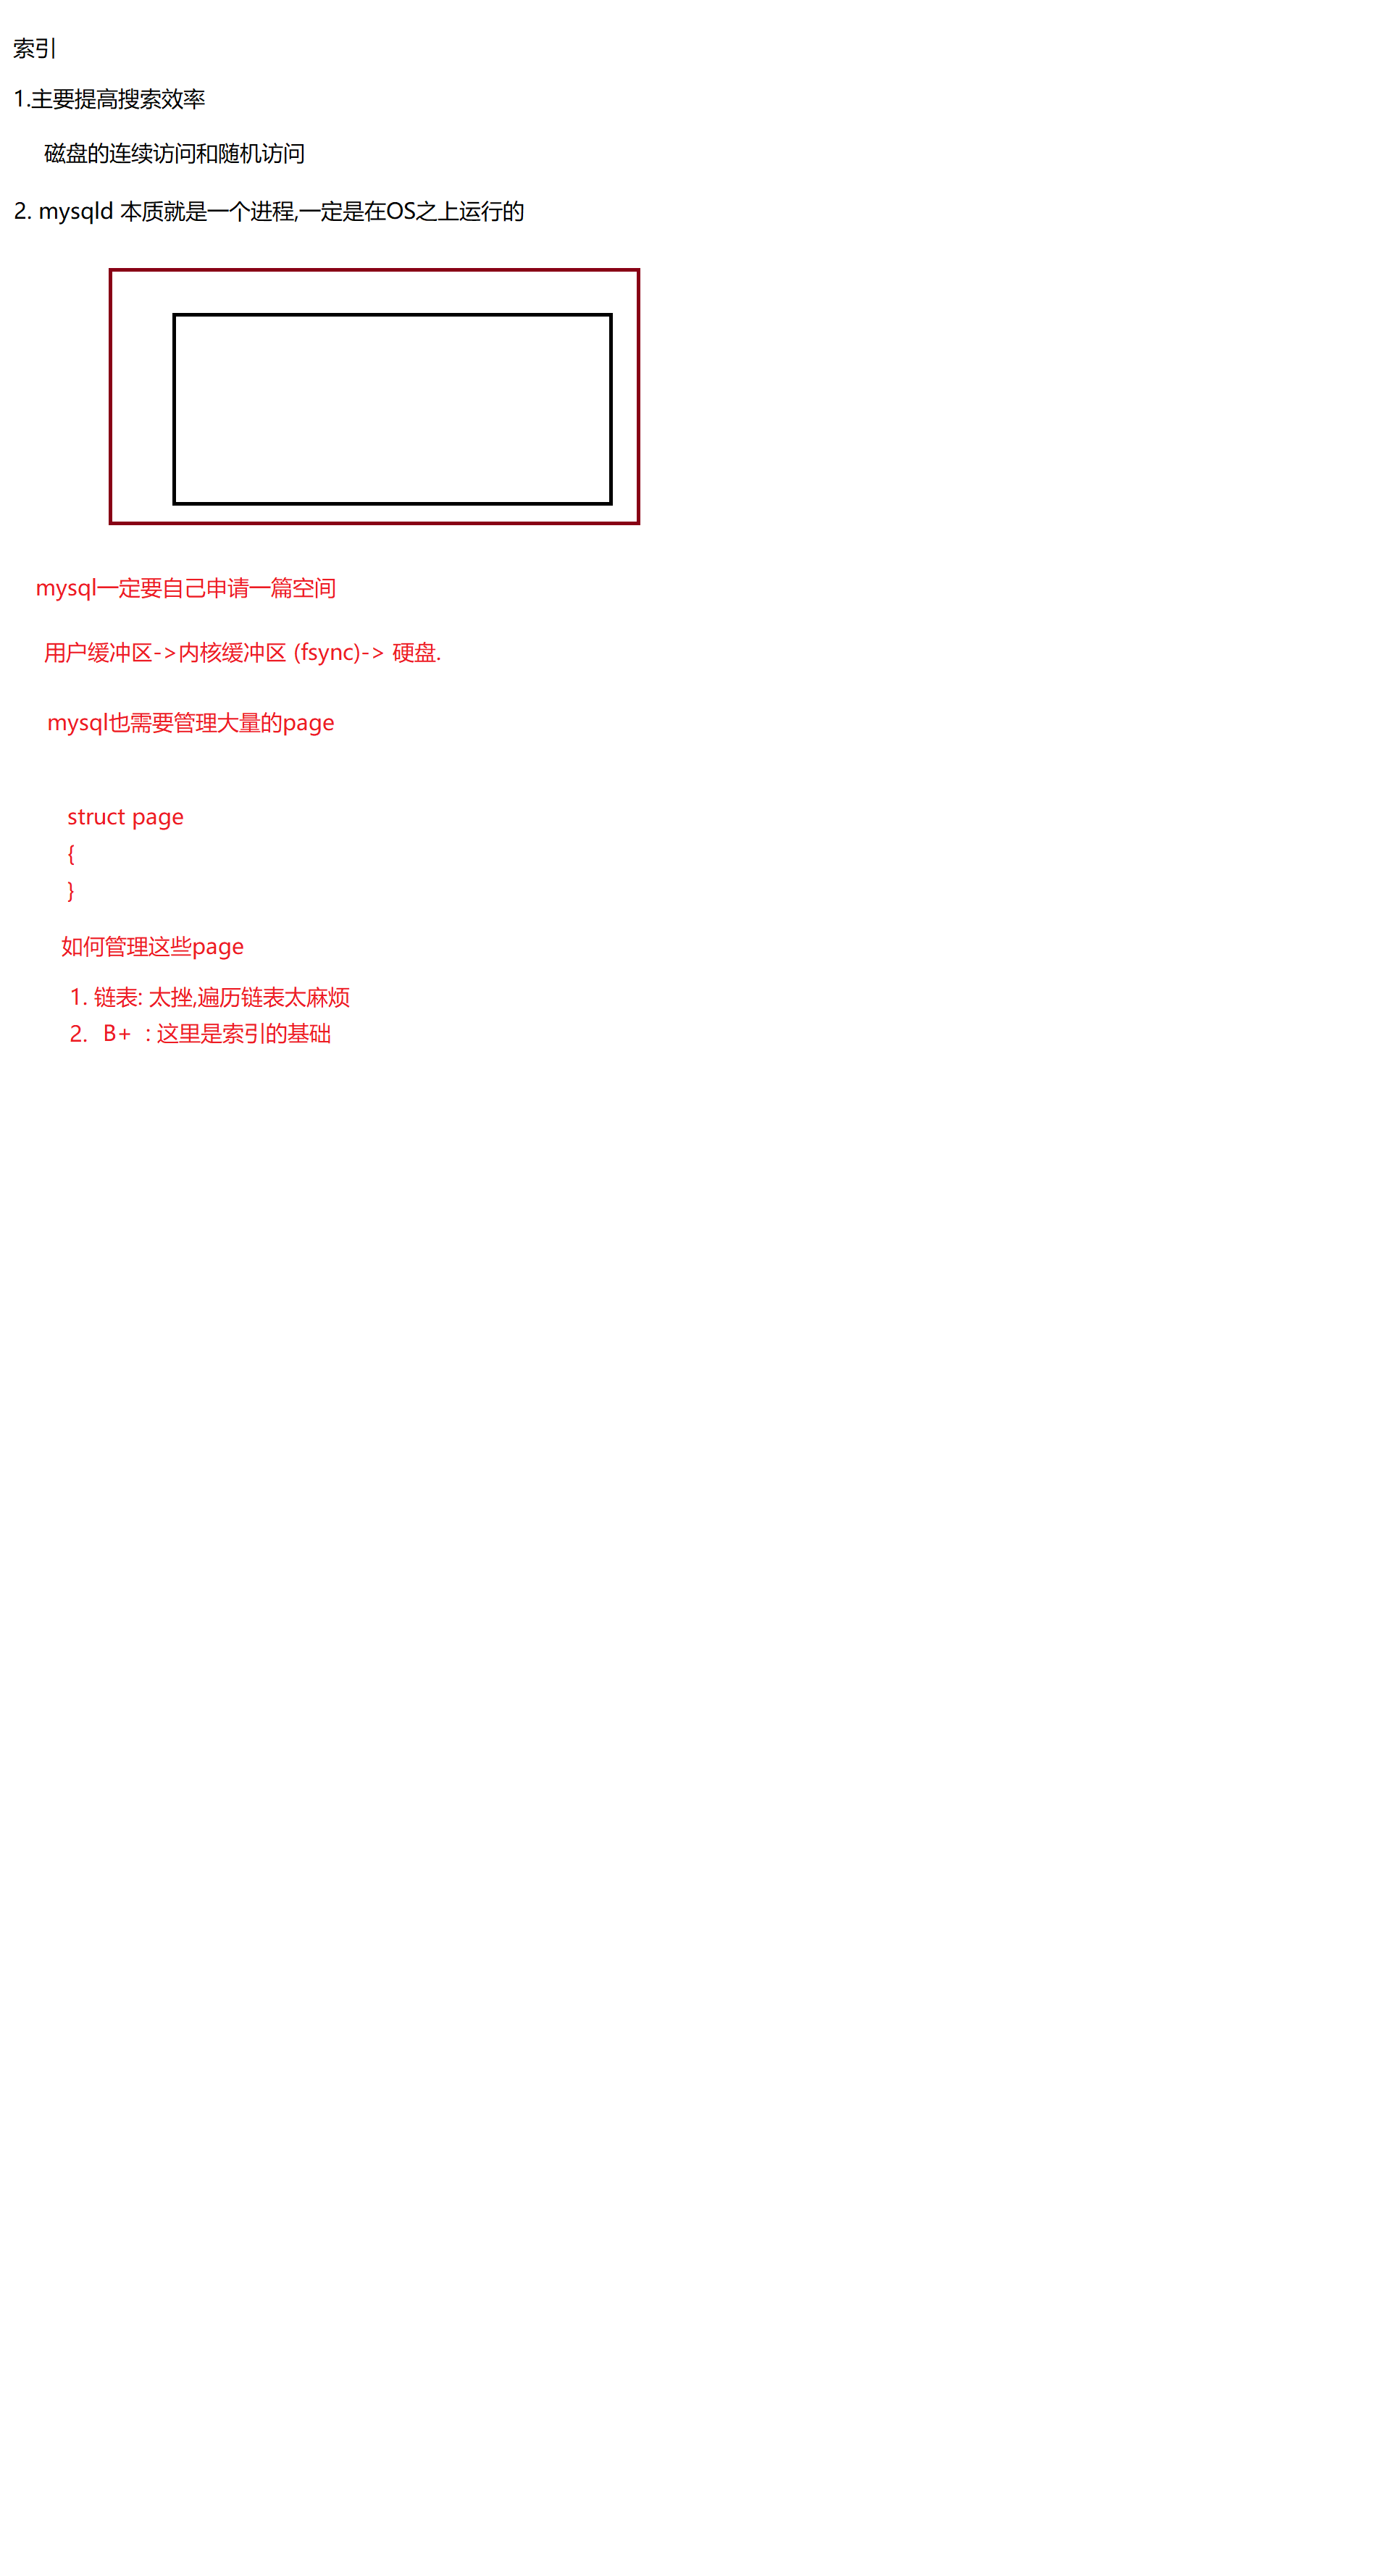 索引
1.主要提高搜索效率
磁盘的连续访问和随机访问
2. mysqld 本质就是一个进程,一定是在OS之上运行的
mysql一定要自己申请一篇空间
用户缓冲区->内核缓冲区 (fsync)-> 硬盘.
mysql也需要管理大量的page
struct page
{
}
如何管理这些page
1. 链表: 太挫,遍历链表太麻烦
2. B+ : 这里是索引的基础